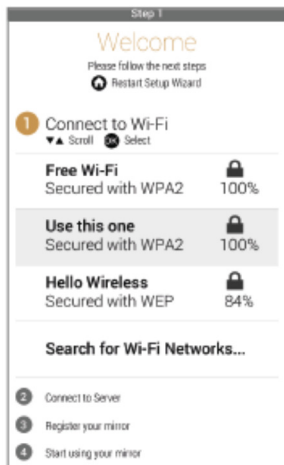 Step 1
Welcome
Please follow the next steps
Restart Setup Wizard
1 Connect to Wi-Fi
▼▲ Scroll OK Select
Free Wi-Fi
Secured with WPA2 100%
Use this one
Secured with WPA2 100%
Hello Wireless
Secured with WEP 84%
Search for Wi-Fi Networks...
2 Connect to Server
3 Register your mirror
4 Start using your mirror